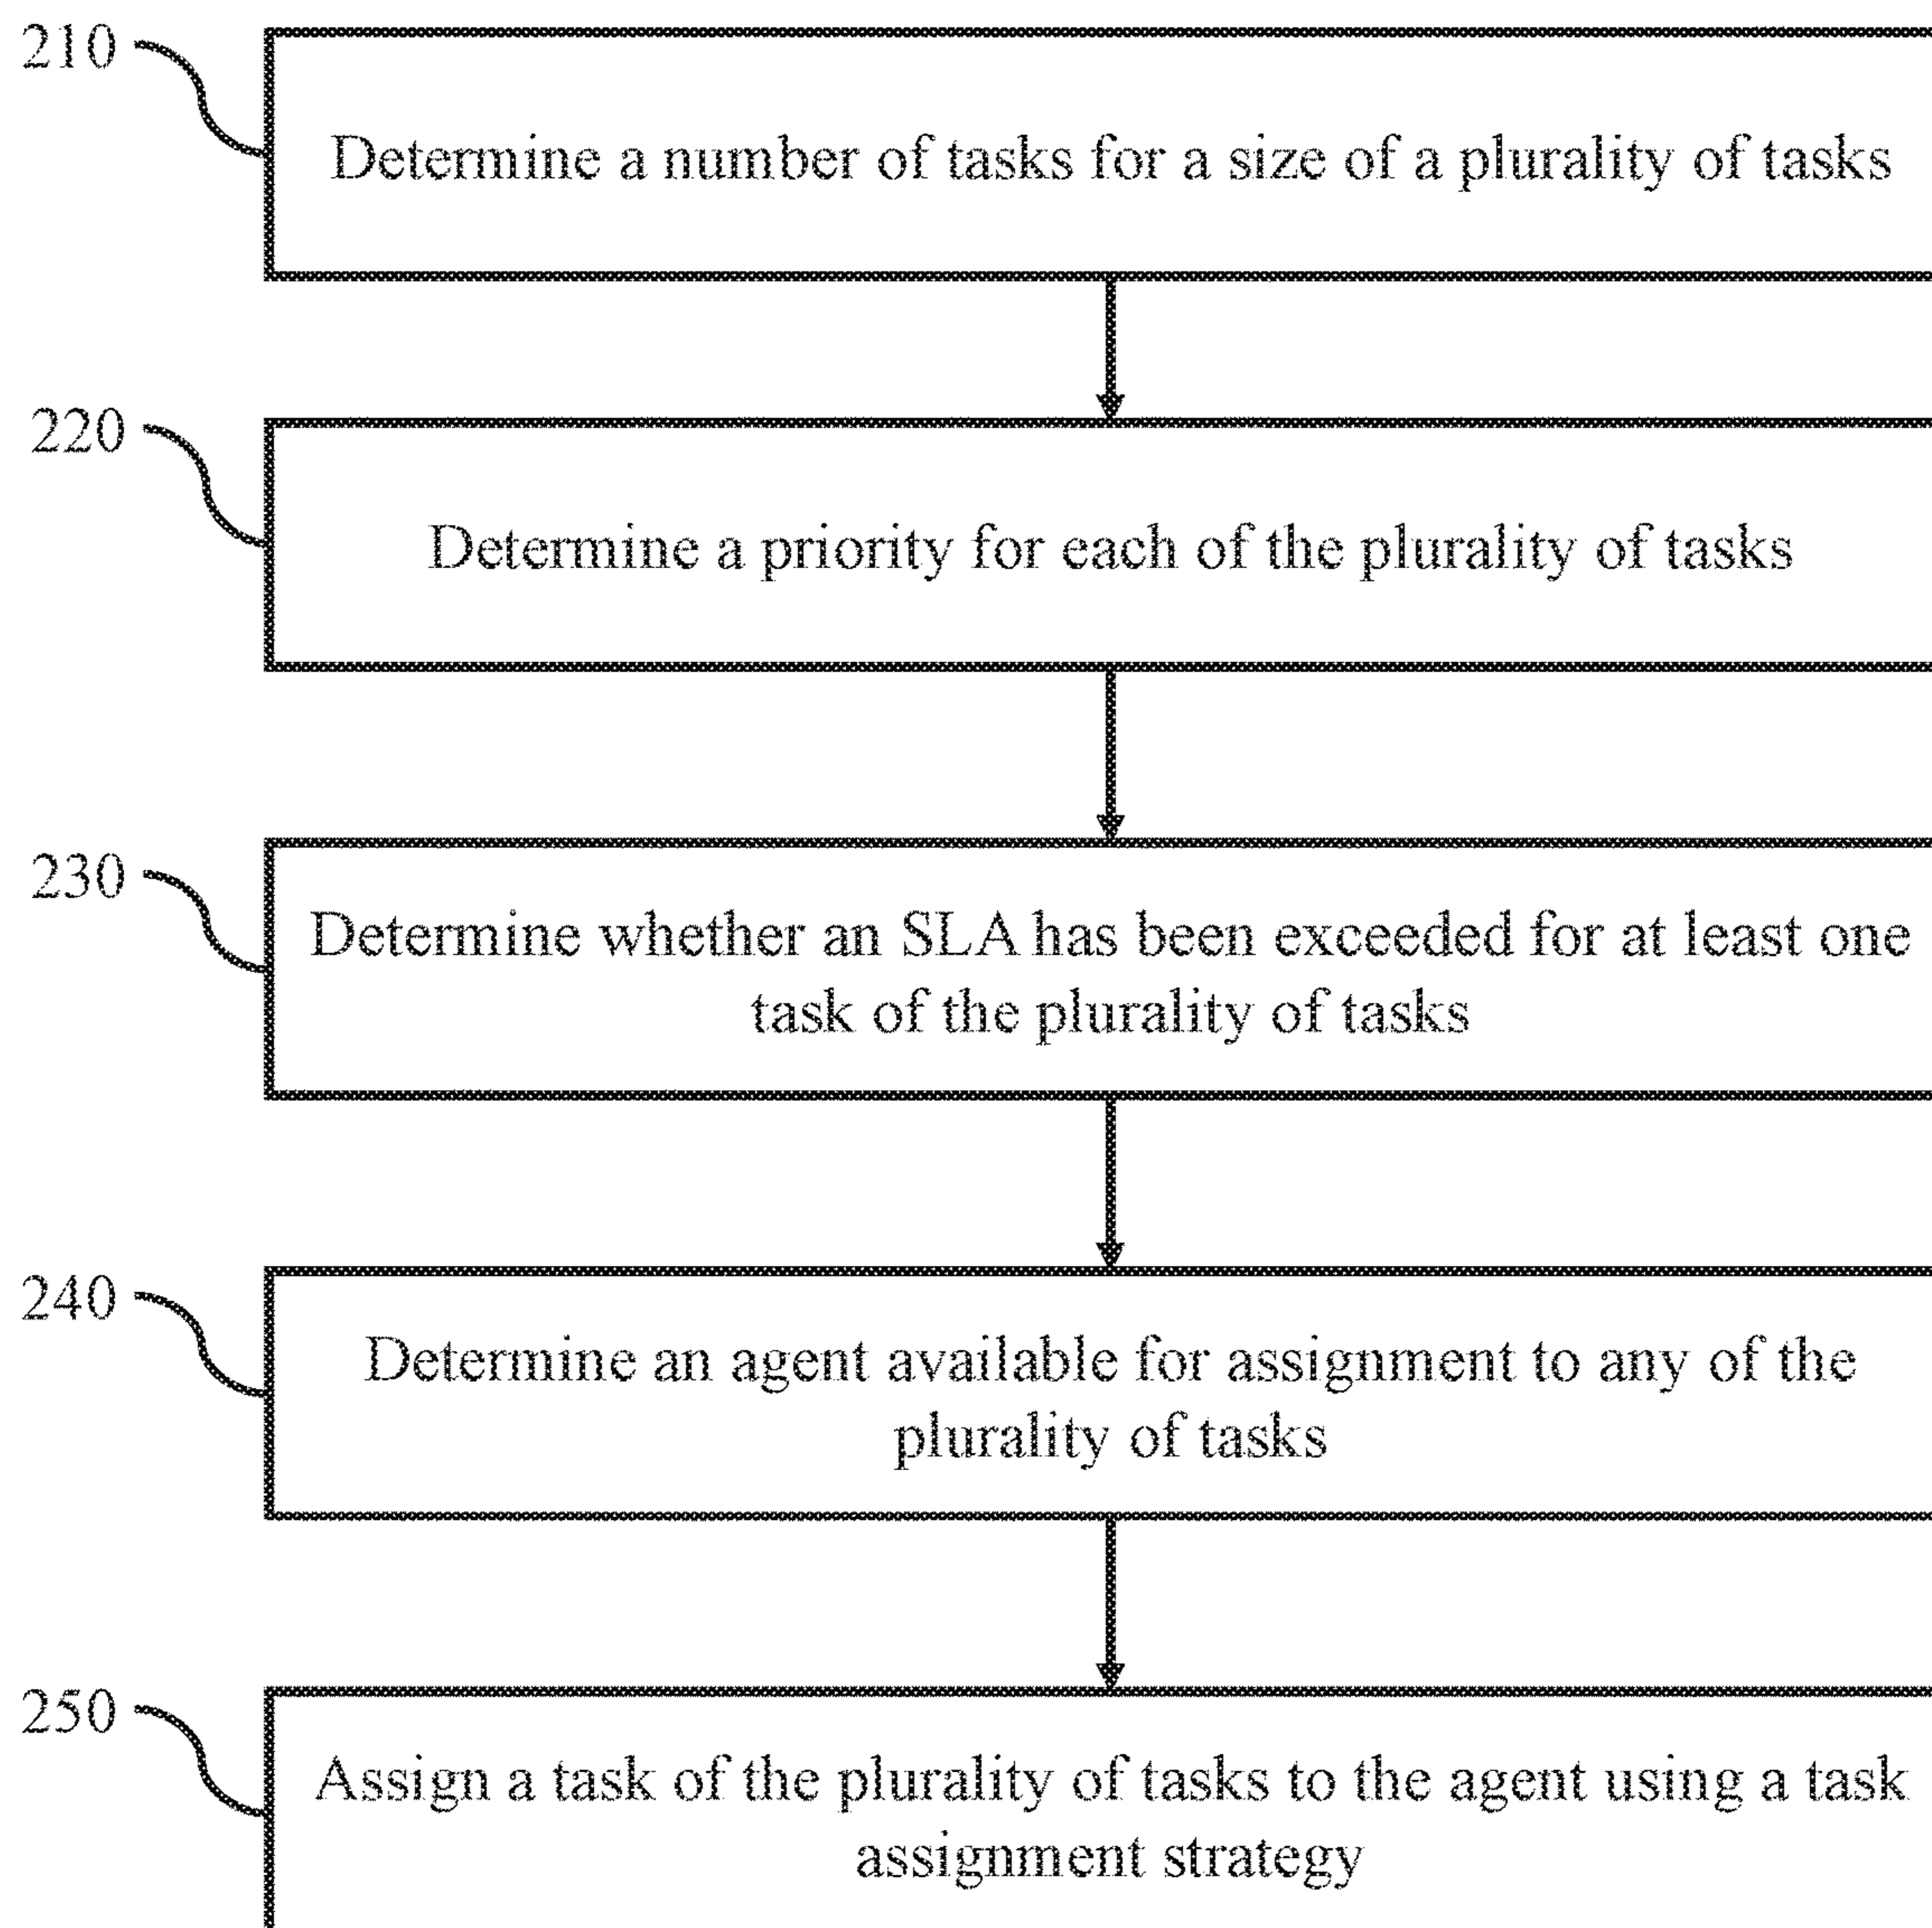 210
Determine a number of tasks for a size of a plurality of tasks
220
Determine a priority for each of the plurality of tasks
230
Determine whether an SLA has been exceeded for at least one
task of the plurality of tasks
240
Determine an agent available for assignment to any of the
plurality of tasks
250
Assign a task of the plurality of tasks to the agent using a task
assignment strategy